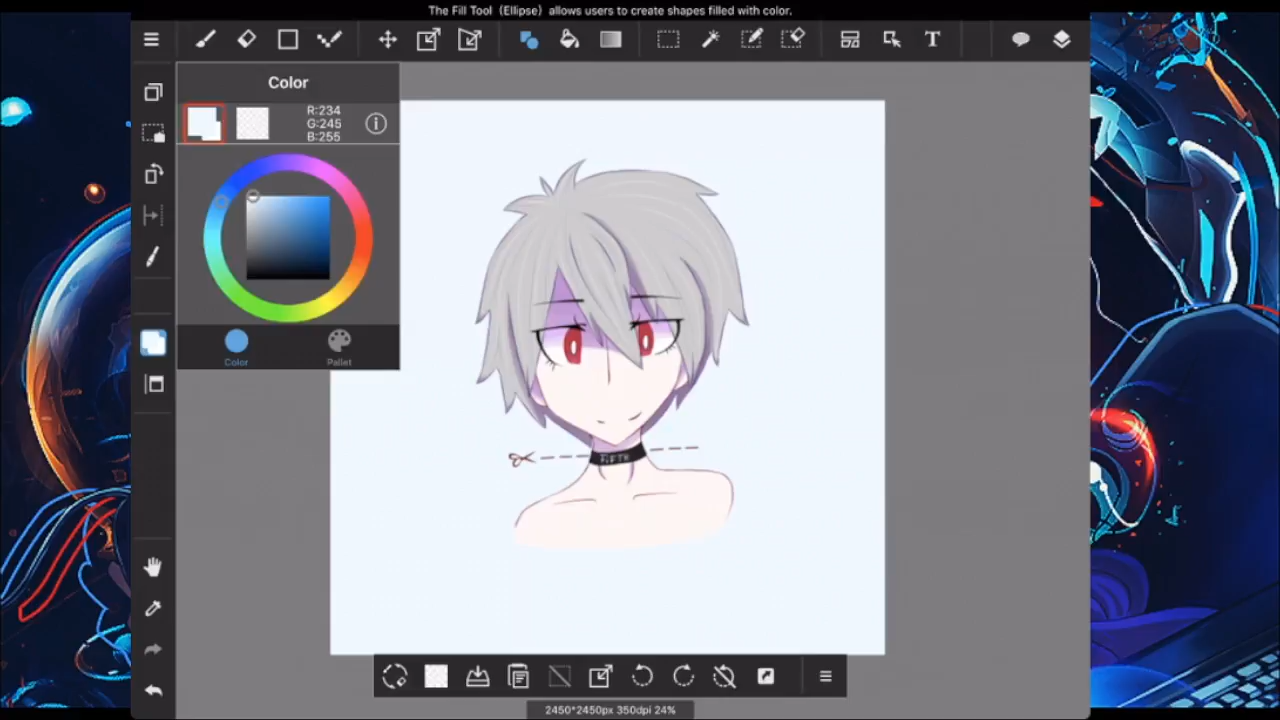 The Fill Tool (Ellipse) allows users to create shapes filled with color.
T
Color
R:234
G:245
B:255
Color
Pallet
FiFTH
2450*2450px 350dpi 24%